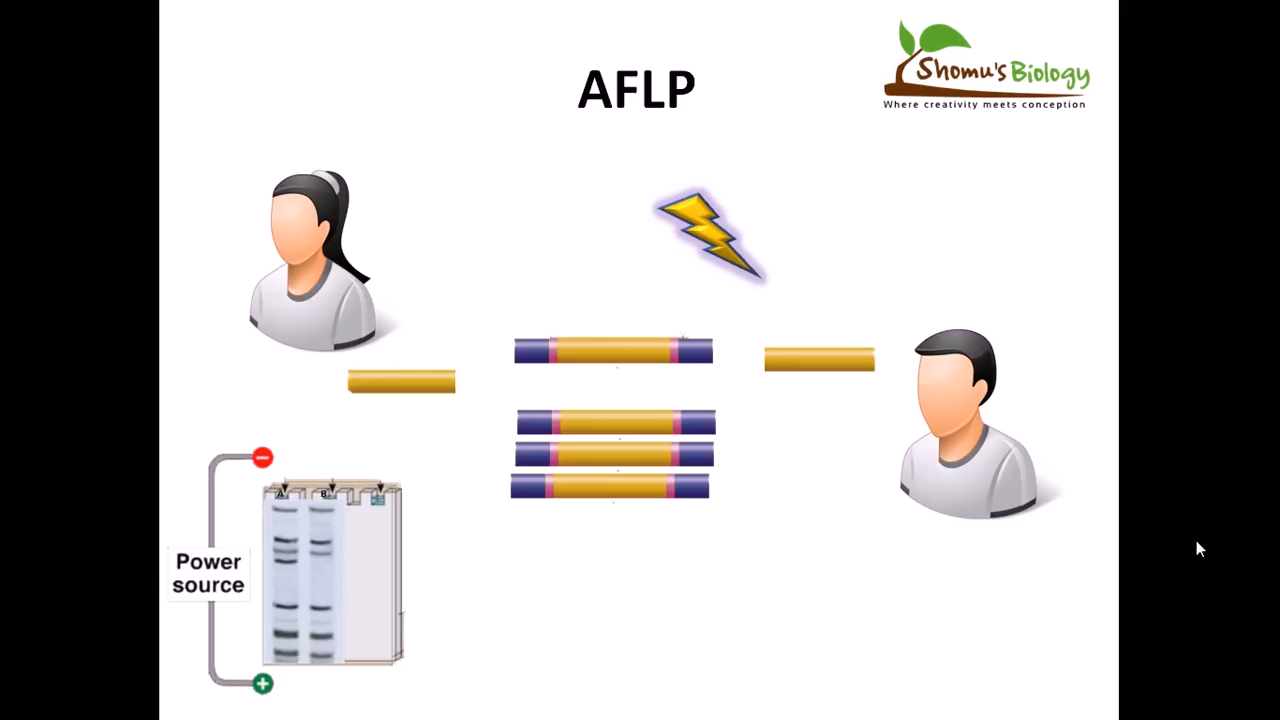 AFLP
Shomu's Biology
Where creativity meets conception
A B
Power
source